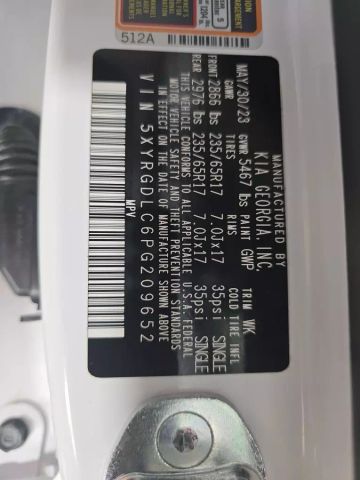 MANUFACTURED BY
KIA GEORGIA, INC.
MAY/30/23 GVWR 5467 lbs PAINT GWP TRIM WK
GAWR TIRES RIMS COLD TIRE INFL
FRONT 2866 lbs 235/65R17 7.0Jx17 35psi SINGLE
REAR 2976 lbs 235/65R17 7.0Jx17 35psi SINGLE
THIS VEHICLE CONFORMS TO ALL APPLICABLE U.S.A. FEDERAL
MOTOR VEHICLE SAFETY AND THEFT PREVENTION STANDARDS
IN EFFECT ON THE DATE OF MANUFACTURE SHOWN ABOVE
VIN 5XYRGDLC6PG209652
MPV
512A